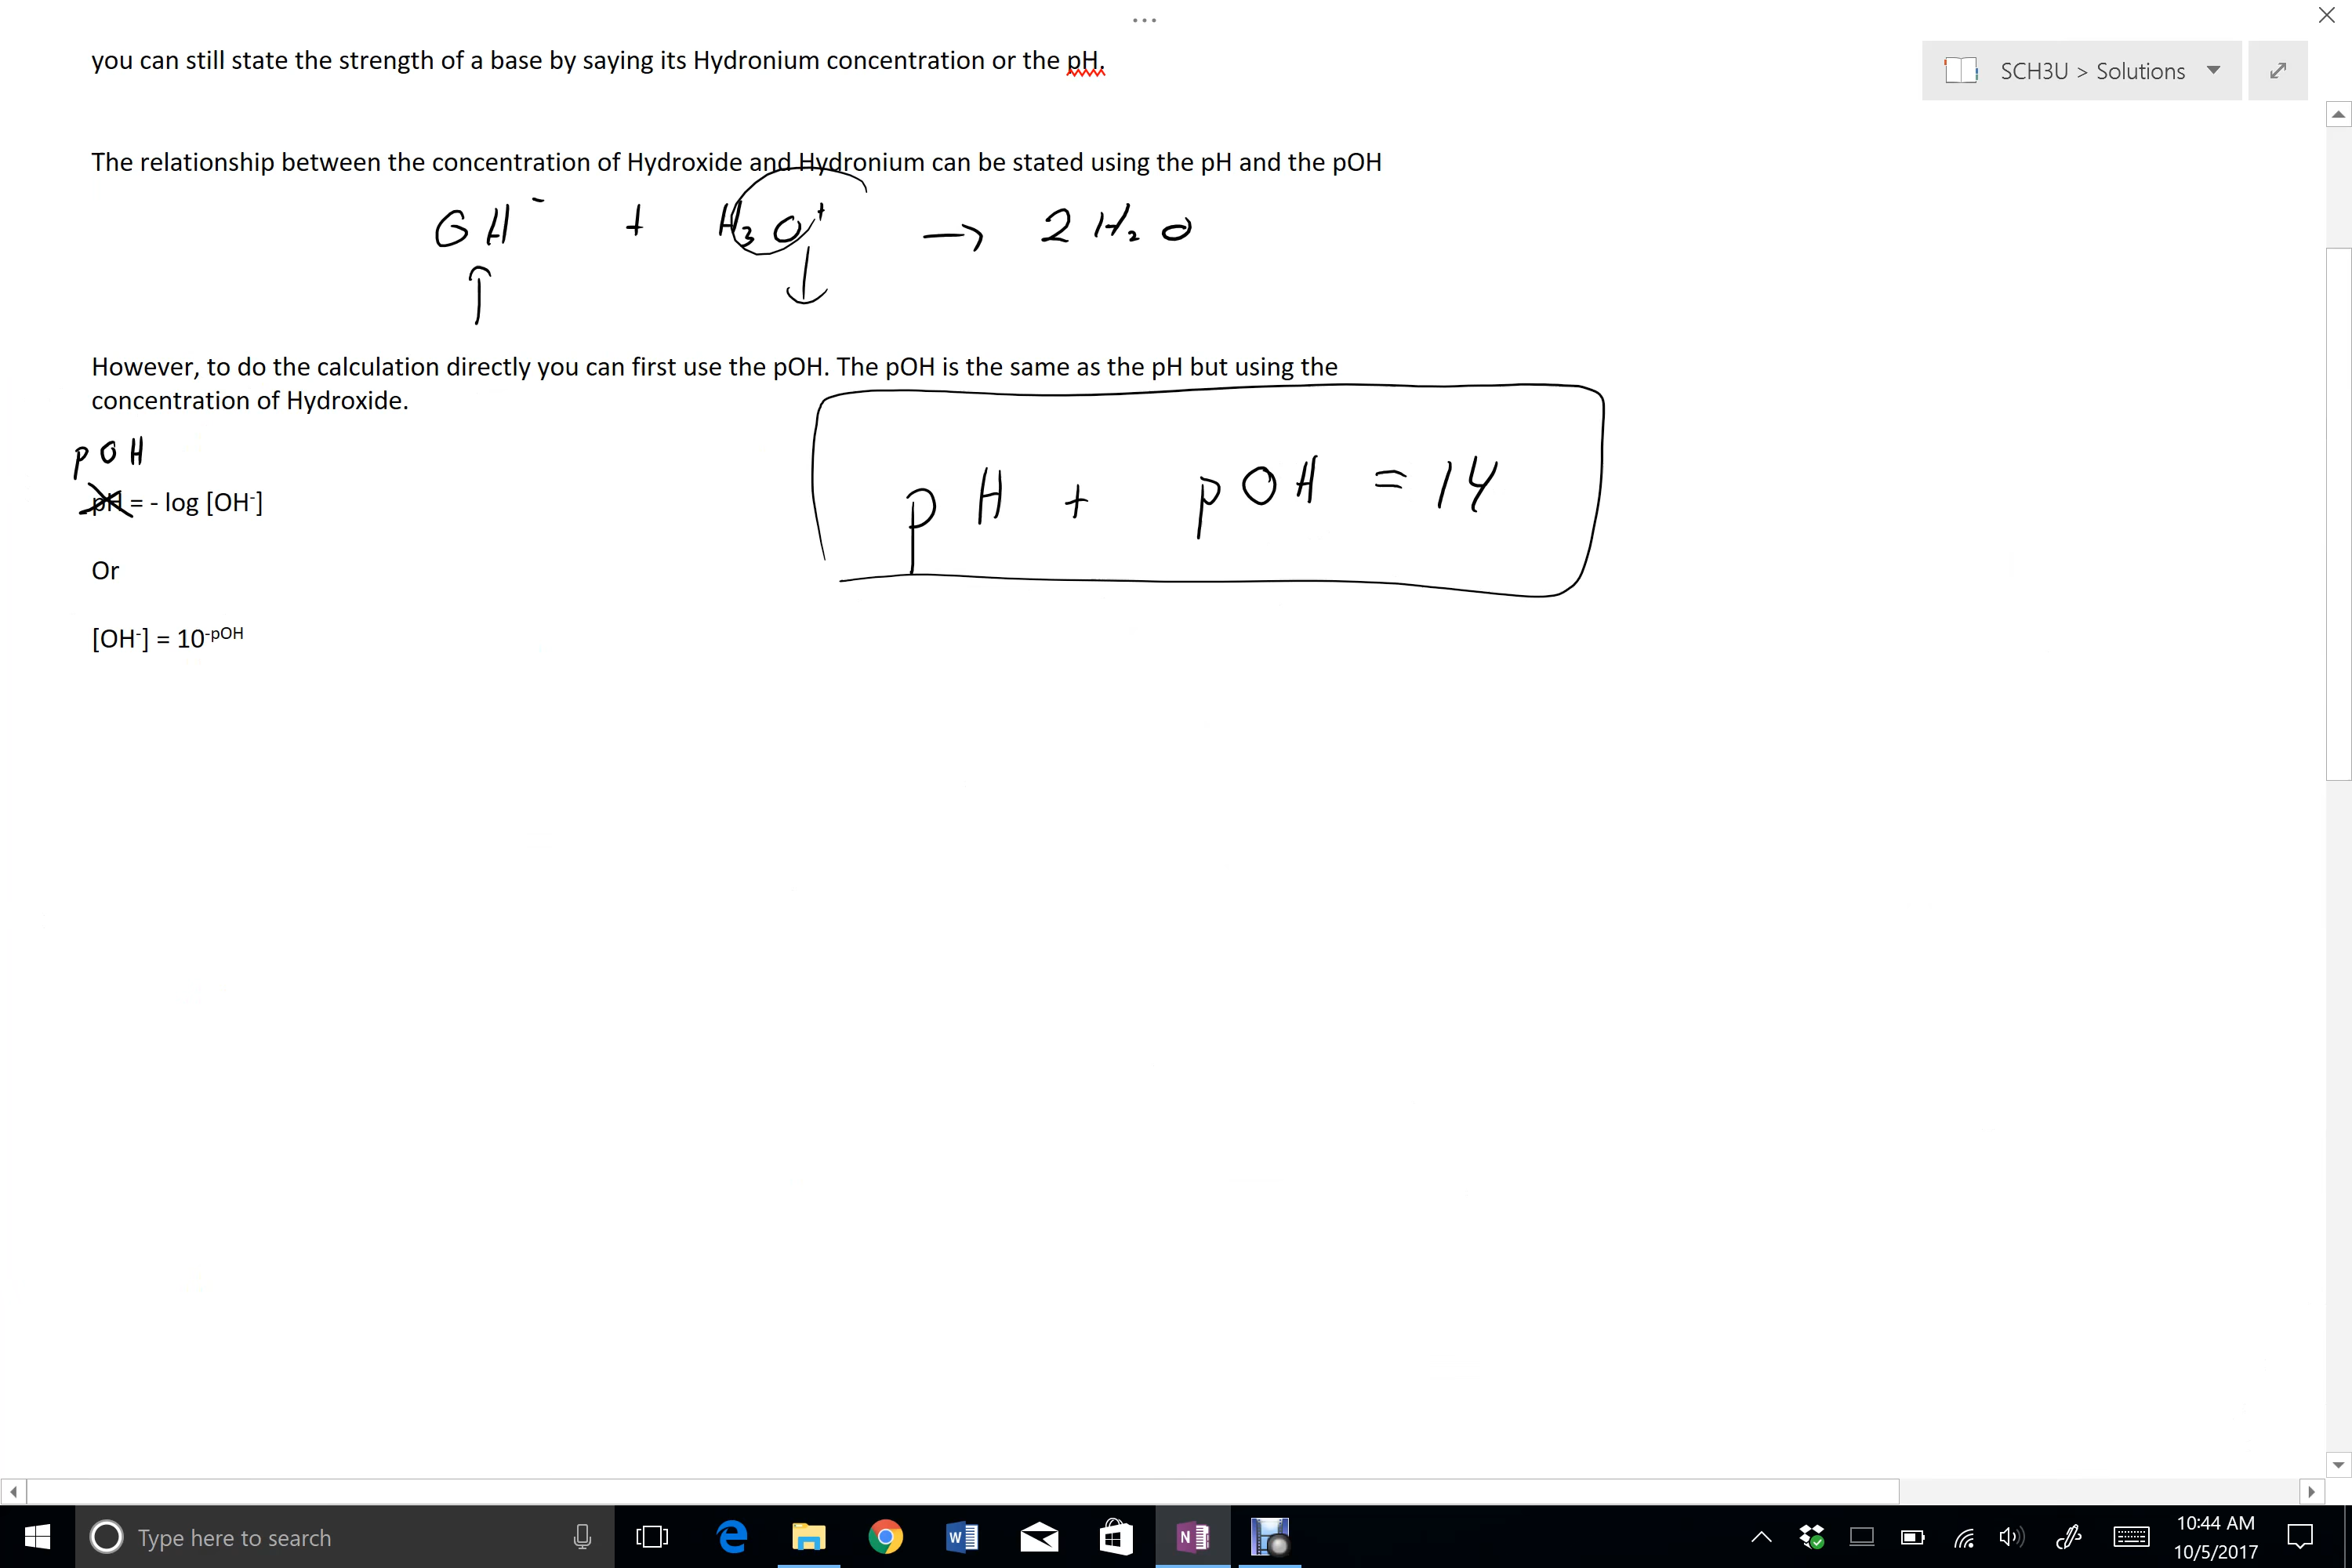 you can still state the strength of a base by saying its Hydronium concentration or the pH.
SCH3U > Solutions
The relationship between the concentration of Hydroxide and Hydronium can be stated using the pH and the pOH
OH⁻ + H₃O⁺ → 2 H₂O
↑ ↓
However, to do the calculation directly you can first use the pOH. The pOH is the same as the pH but using the
concentration of Hydroxide.
pOH
pH = - log [OH⁻]
pH + pOH = 14
Or
[OH⁻] = 10⁻ᵖᴼᴴ
Type here to search
10:44 AM
10/5/2017